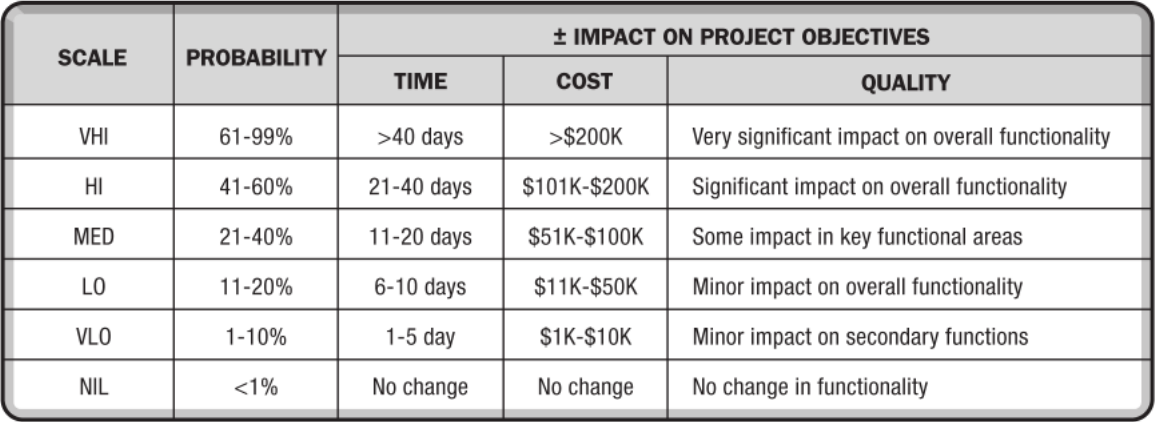 SCALE PROBABILITY ± IMPACT ON PROJECT OBJECTIVES
TIME COST QUALITY
VHI 61-99% >40 days >$200K Very significant impact on overall functionality
HI 41-60% 21-40 days $101K-$200K Significant impact on overall functionality
MED 21-40% 11-20 days $51K-$100K Some impact in key functional areas
LO 11-20% 6-10 days $11K-$50K Minor impact on overall functionality
VLO 1-10% 1-5 day $1K-$10K Minor impact on secondary functions
NIL <1% No change No change No change in functionality